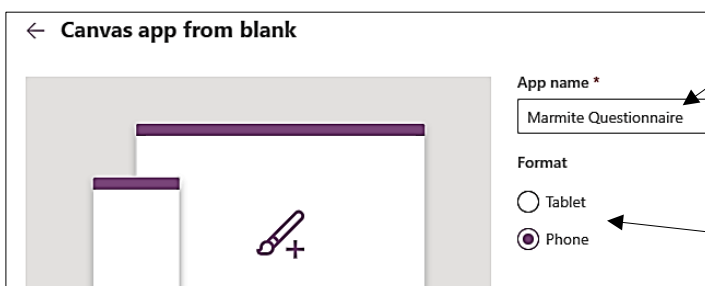 ← Canvas app from blank
App name *
Marmite Questionnaire
Format
Tablet
Phone